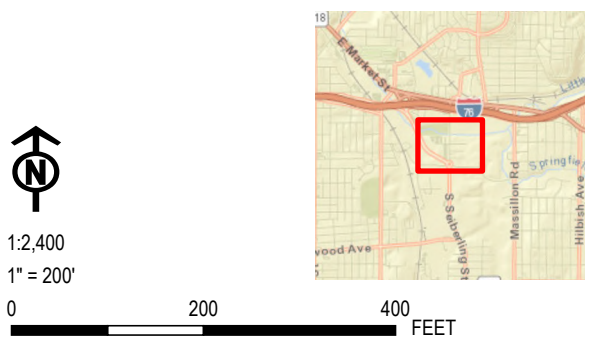 18
E Market St
76
Little
Springfie
S Seiberling St
Massillon Rd
Hilbish Ave
wood Ave
N
1:2,400
1" = 200'
0 200 400
FEET